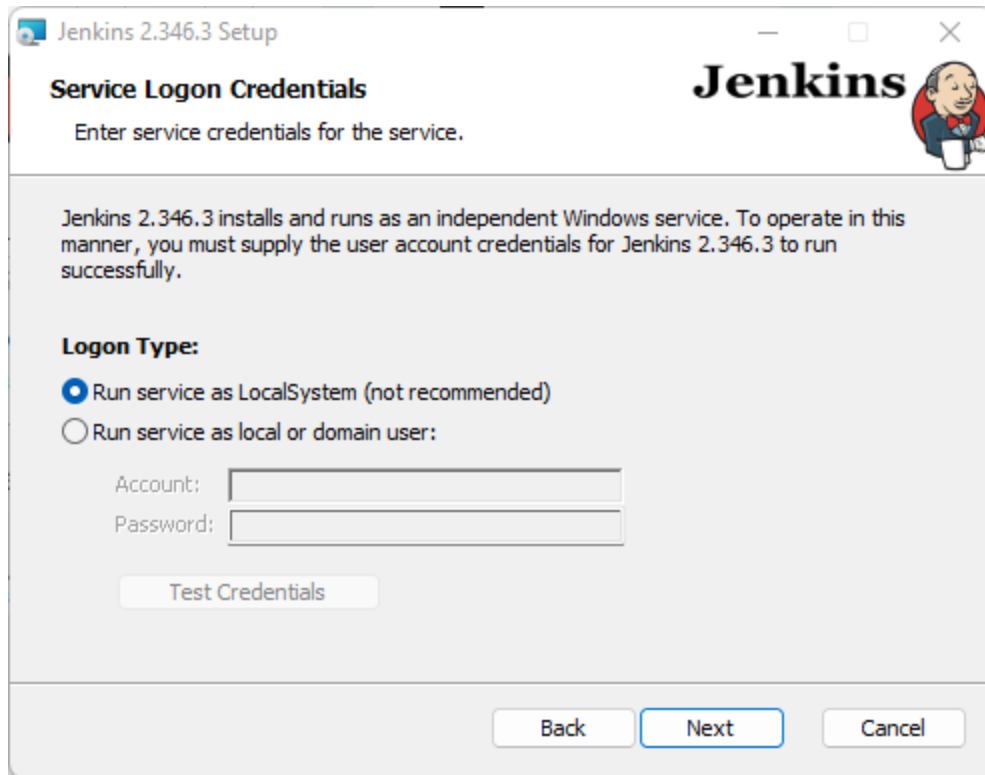 Jenkins 2.346.3 Setup
Service Logon Credentials
Jenkins
Enter service credentials for the service.
Jenkins 2.346.3 installs and runs as an independent Windows service. To operate in this
manner, you must supply the user account credentials for Jenkins 2.346.3 to run
successfully.
Logon Type:
Run service as LocalSystem (not recommended)
Run service as local or domain user:
Account:
Password:
Test Credentials
Back Next Cancel